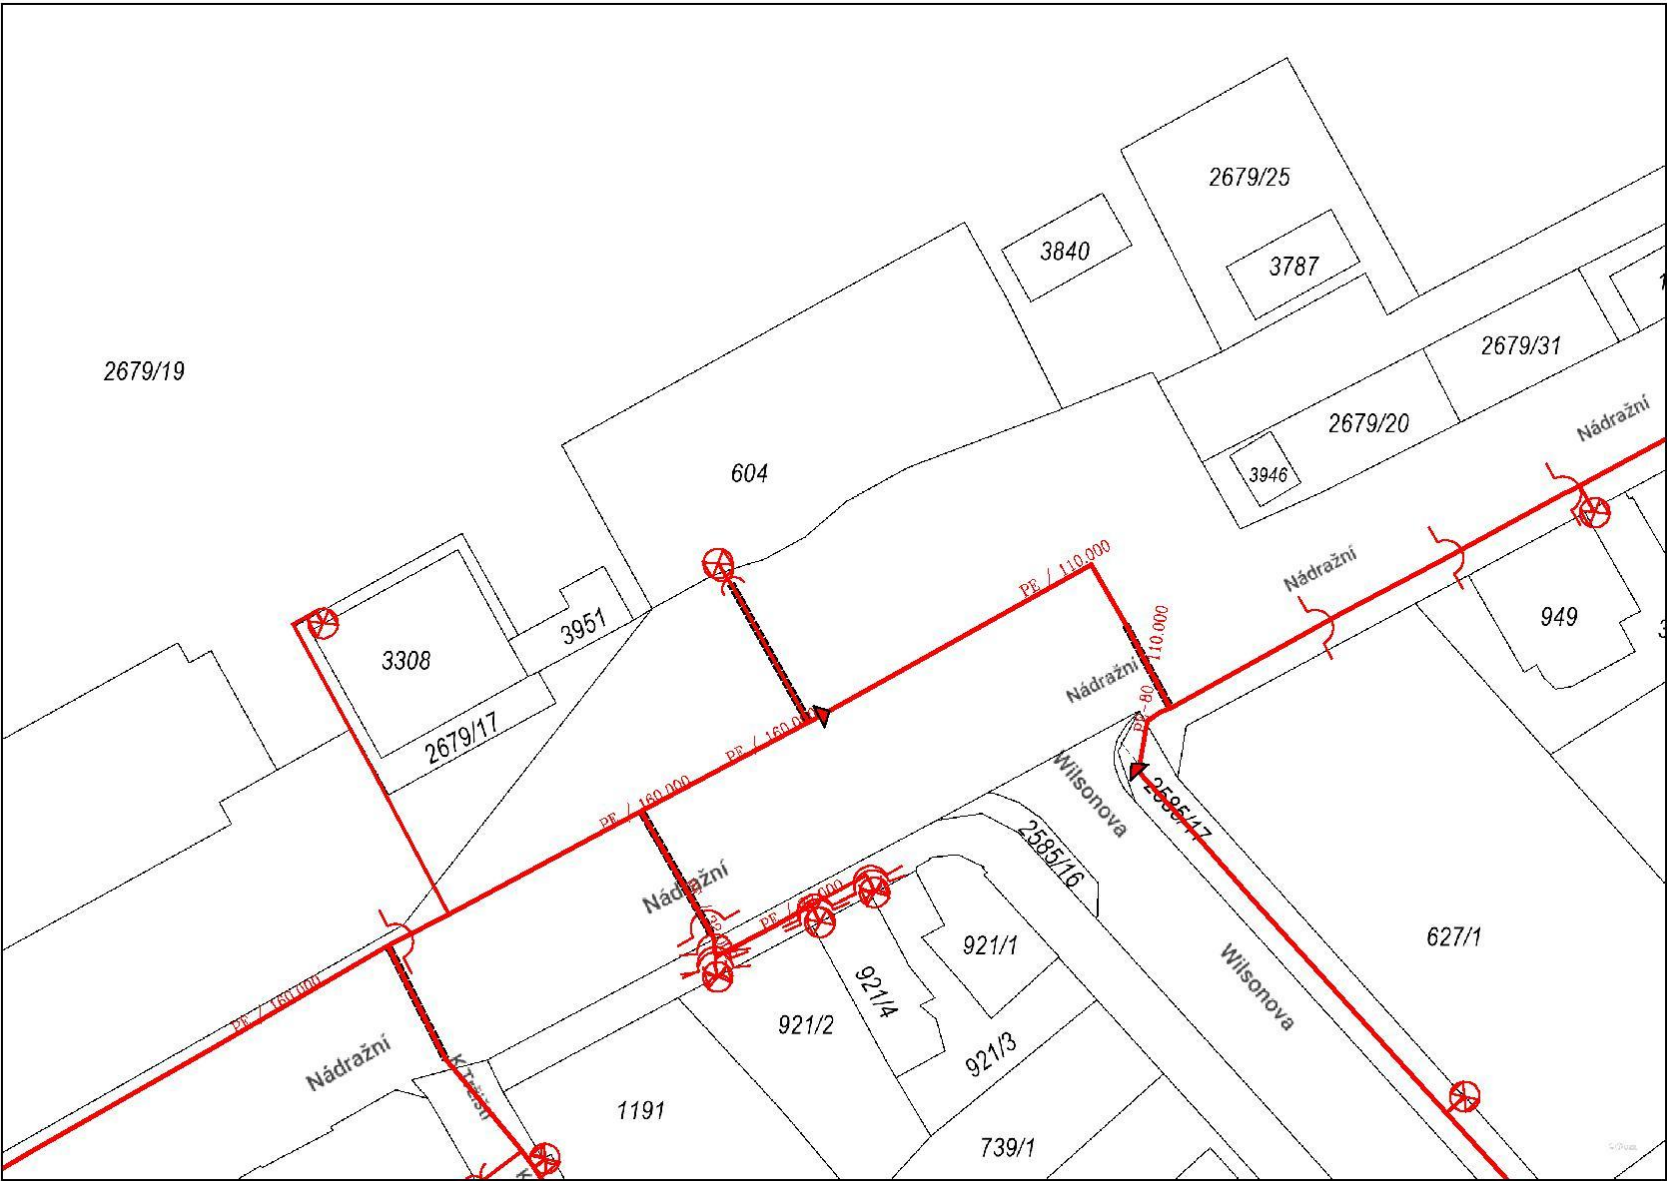 2679/25
3840
3787
2679/31
2679/19
Nádražní
2679/20
604
3946
PE / 110.000
Nádražní
949
3951
3308
110.000
Nádražní
2679/17
PE / 160.000
PE-80
Wilsonova
2585/17
PE / 160.000
2585/16
Nádražní
627/1
921/1
921/4
921/2
Wilsonova
PE / 160.000
921/3
Nádražní
K Tržišti
1191
739/1